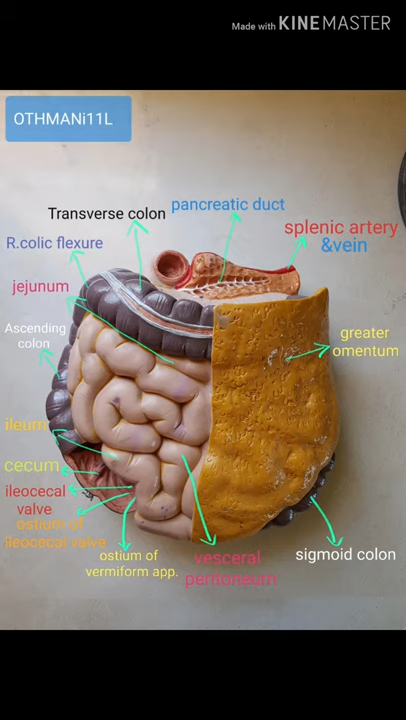 Made with KINEMASTER
OTHMANi11L
Transverse colon
pancreatic duct
splenic artery
&vein
R.colic flexure
jejunum
Ascending
colon
greater
omentum
ileum
cecum
ileocecal
valve
ostium of
ileocecal valve
ostium of
vermiform app.
vesceral
peritoneum
sigmoid colon